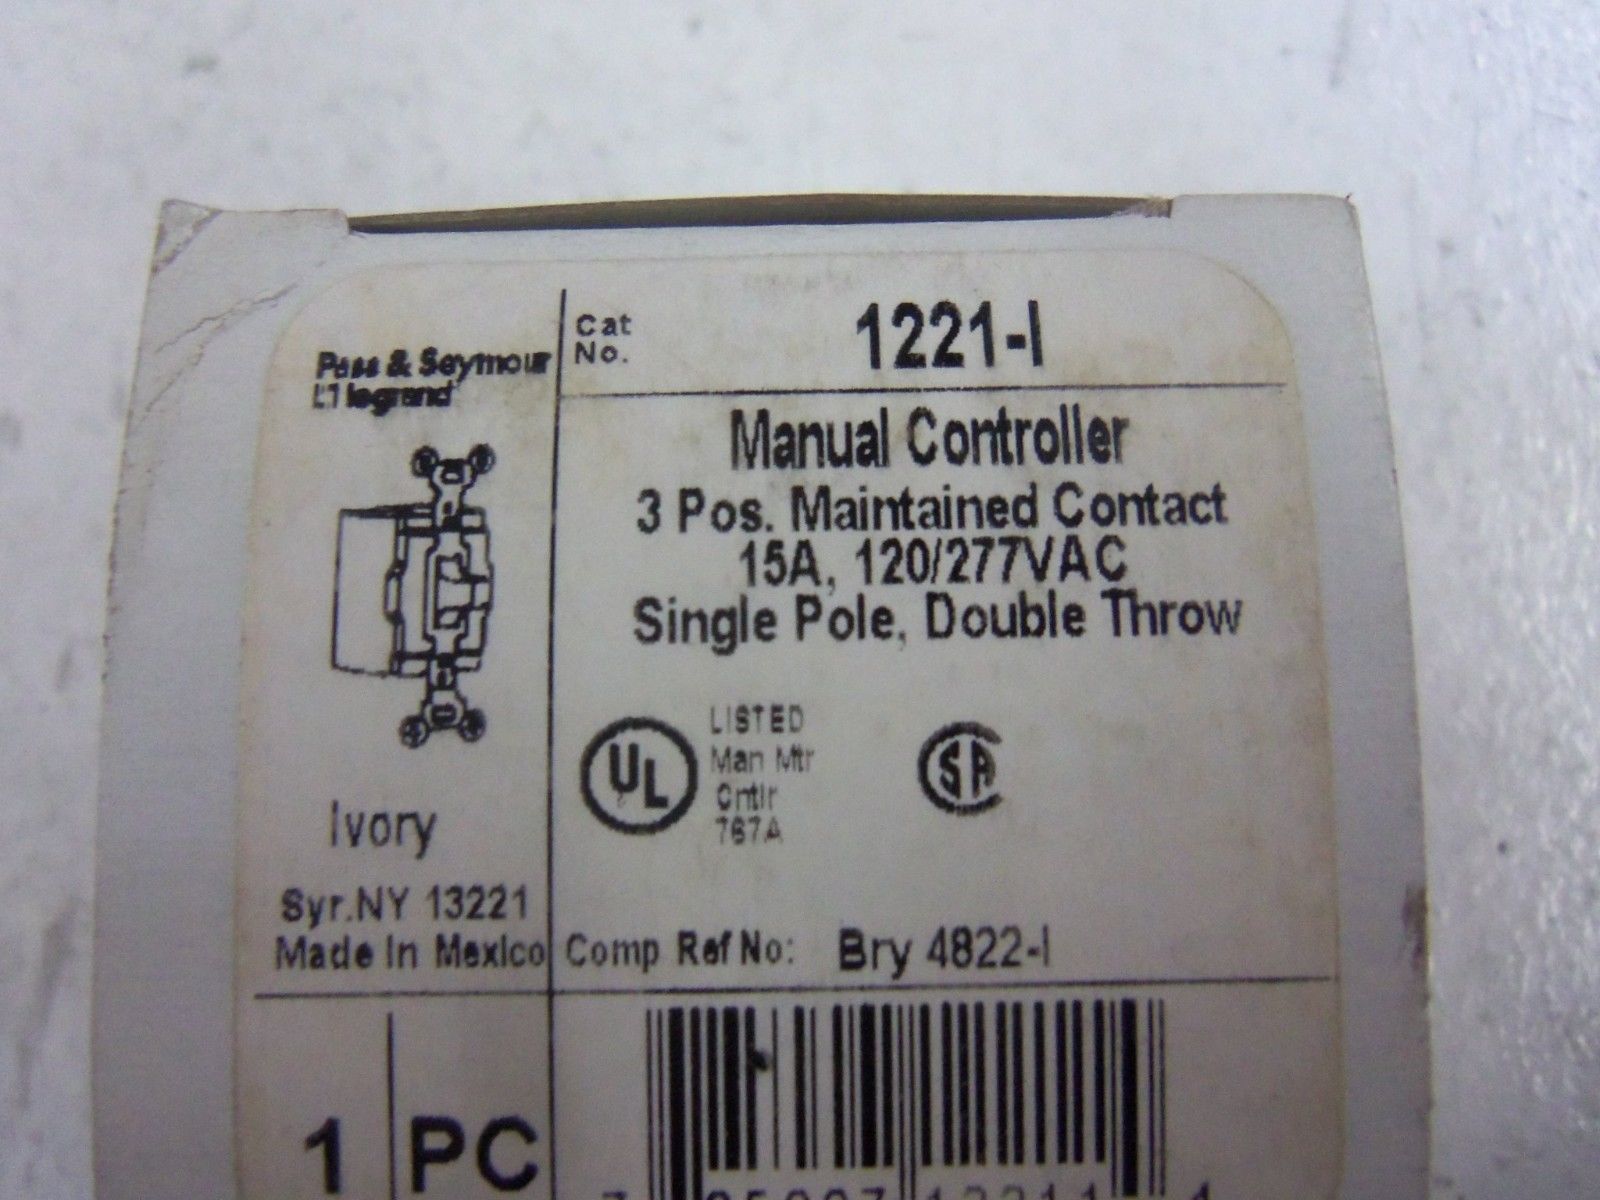 Pass & Seymour
legrand
Cat
No.
1221-I
Manual Controller
3 Pos. Maintained Contact
15A, 120/277VAC
Single Pole, Double Throw
UL
LISTED
Man Mtr
Cntlr
767A
SA
Ivory
Syr.NY 13221
Made In Mexico
Comp Ref No: Bry 4822-I
1 PC